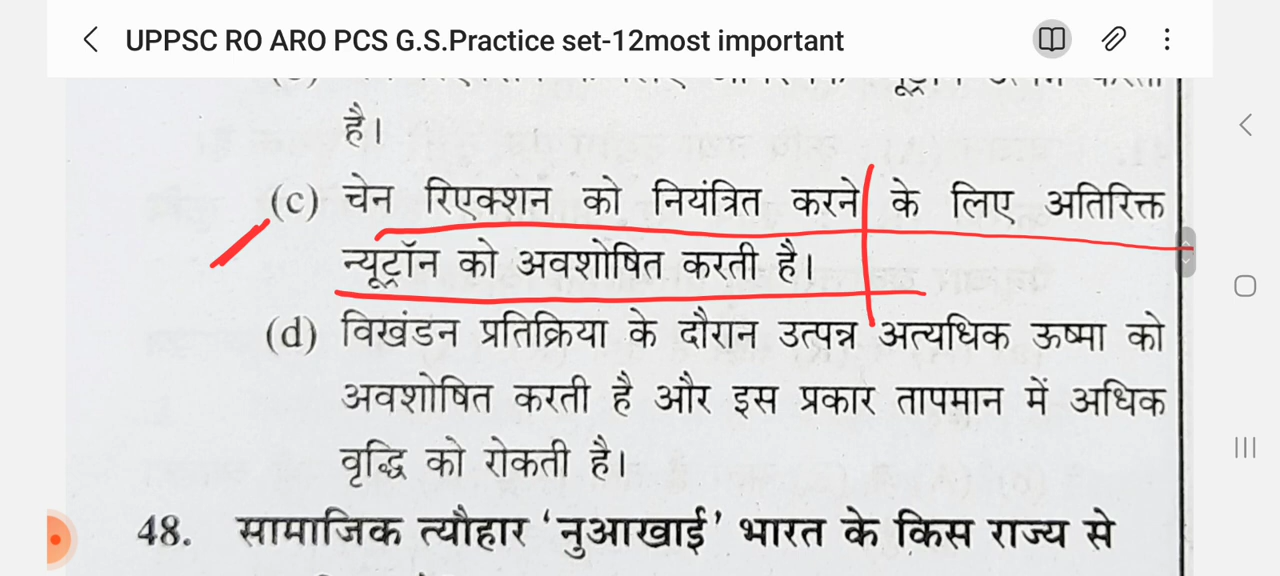 UPPSC RO ARO PCS G.S.Practice set-12most important
है।
(c) चेन रिएक्शन को नियंत्रित करने के लिए अतिरिक्त
न्यूट्रॉन को अवशोषित करती है।
(d) विखंडन प्रतिक्रिया के दौरान उत्पन्न अत्यधिक ऊष्मा को
अवशोषित करती है और इस प्रकार तापमान में अधिक
वृद्धि को रोकती है।
48. सामाजिक त्यौहार 'नुआखाई' भारत के किस राज्य से